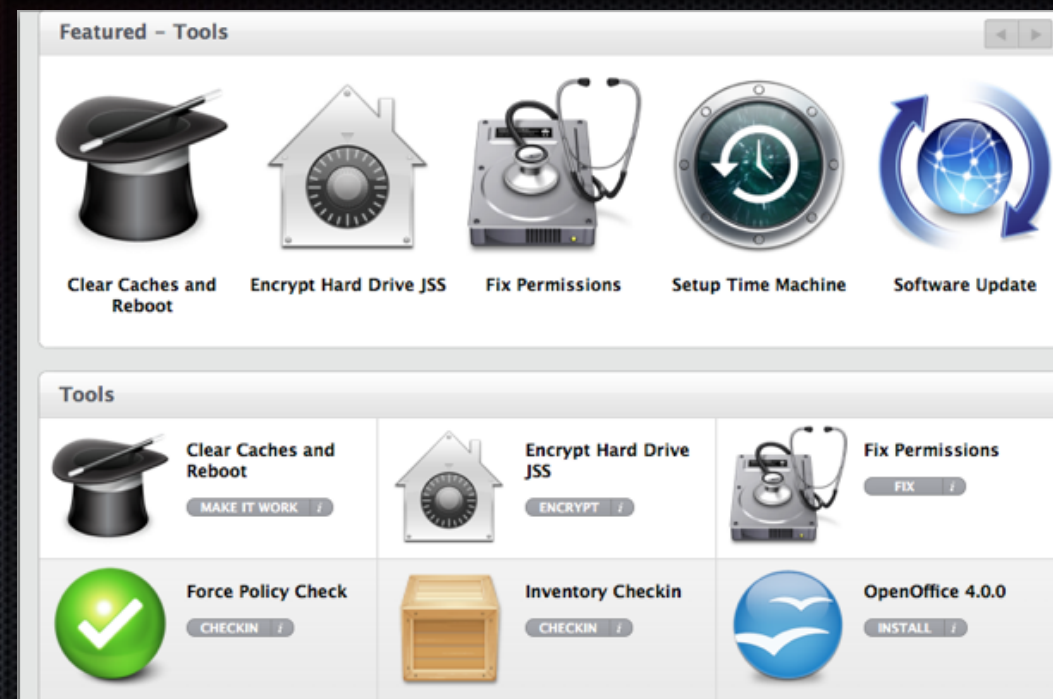 Featured – Tools
Clear Caches and
Reboot
Encrypt Hard Drive JSS
Fix Permissions
Setup Time Machine
Software Update
Tools
Clear Caches and
Reboot
MAKE IT WORK i
Encrypt Hard Drive
JSS
ENCRYPT i
Fix Permissions
FIX i
Force Policy Check
CHECKIN i
Inventory Checkin
CHECKIN i
OpenOffice 4.0.0
INSTALL i